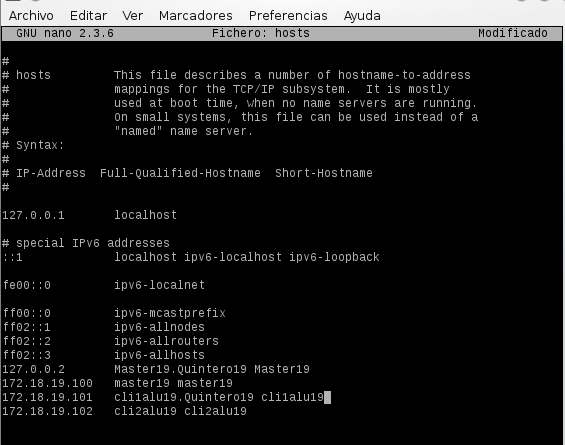 Archivo Editar Ver Marcadores Preferencias Ayuda
GNU nano 2.3.6 Fichero: hosts Modificado
#
# hosts This file describes a number of hostname-to-address
# mappings for the TCP/IP subsystem. It is mostly
# used at boot time, when no name servers are running.
# On small systems, this file can be used instead of a
# "named" name server.
# Syntax:
#
# IP-Address Full-Qualified-Hostname Short-Hostname
#
127.0.0.1 localhost
# special IPv6 addresses
::1 localhost ipv6-localhost ipv6-loopback
fe00::0 ipv6-localnet
ff00::0 ipv6-mcastprefix
ff02::1 ipv6-allnodes
ff02::2 ipv6-allrouters
ff02::3 ipv6-allhosts
127.0.0.2 Master19.Quintero19 Master19
172.18.19.100 master19 master19
172.18.19.101 cli1alu19.Quintero19 cli1alu19
172.18.19.102 cli2alu19 cli2alu19